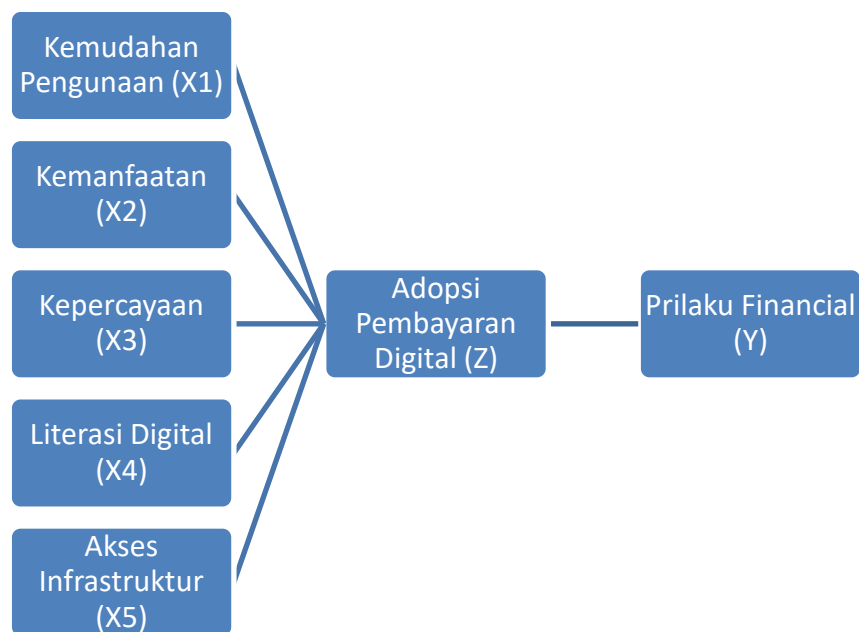 Kemudahan
Pengunaan (X1)
Kemanfaatan
(X2)
Kepercayaan
(X3)
Literasi Digital
(X4)
Akses
Infrastruktur
(X5)
Adopsi
Pembayaran
Digital (Z)
Prilaku Financial
(Y)